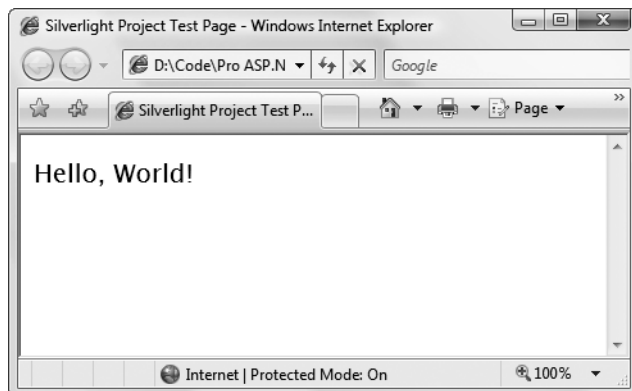 Silverlight Project Test Page - Windows Internet Explorer
D:\Code\Pro ASP.N
Google
Silverlight Project Test P...
Page
»
Hello, World!
Internet | Protected Mode: On
100%